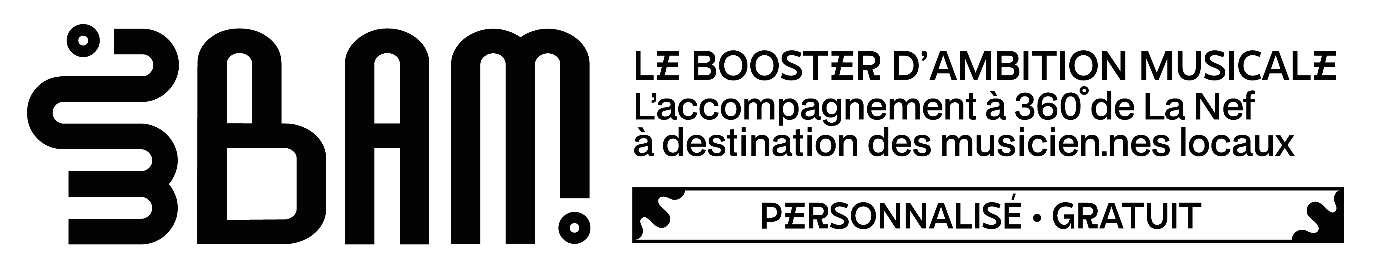 BAM
LE BOOSTER D'AMBITION MUSICALE
L'accompagnement à 360° de La Nef
à destination des musicien.nes locaux
PERSONNALISÉ • GRATUIT